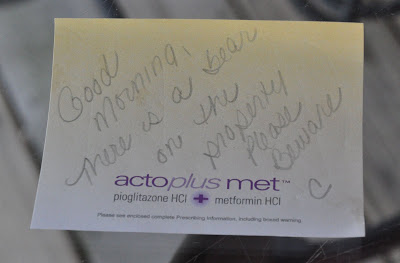 Good
Morning,
There is a bear
on the
property
Please
Beware
C
actoplus met™
pioglitazone HCl + metformin HCl
Please see enclosed complete Prescribing Information, including boxed warning.